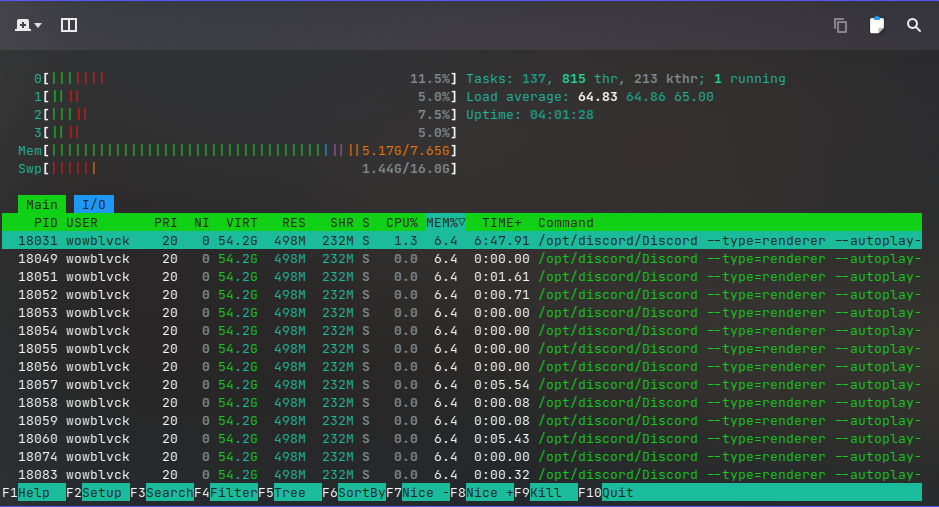 0[|||||||| 11.5%] Tasks: 137, 815 thr, 213 kthr; 1 running
1[|||| 5.0%] Load average: 64.83 64.86 65.00
2[||||| 7.5%] Uptime: 04:01:28
3[|||| 5.0%]
Mem[||||||||||||||||||||||||||||||||||||||||5.17G/7.65G]
Swp[|||||| 1.44G/16.0G]
Main I/O
PID USER PRI NI VIRT RES SHR S CPU% MEM%▽ TIME+ Command
18031 wowblvck 20 0 54.2G 498M 232M S 1.3 6.4 6:47.91 /opt/discord/Discord --type=renderer --autoplay-
18049 wowblvck 20 0 54.2G 498M 232M S 0.0 6.4 0:00.00 /opt/discord/Discord --type=renderer --autoplay-
18051 wowblvck 20 0 54.2G 498M 232M S 0.0 6.4 0:01.61 /opt/discord/Discord --type=renderer --autoplay-
18052 wowblvck 20 0 54.2G 498M 232M S 0.0 6.4 0:00.71 /opt/discord/Discord --type=renderer --autoplay-
18053 wowblvck 20 0 54.2G 498M 232M S 0.0 6.4 0:00.00 /opt/discord/Discord --type=renderer --autoplay-
18054 wowblvck 20 0 54.2G 498M 232M S 0.0 6.4 0:00.00 /opt/discord/Discord --type=renderer --autoplay-
18055 wowblvck 20 0 54.2G 498M 232M S 0.0 6.4 0:00.00 /opt/discord/Discord --type=renderer --autoplay-
18056 wowblvck 20 0 54.2G 498M 232M S 0.0 6.4 0:00.00 /opt/discord/Discord --type=renderer --autoplay-
18057 wowblvck 20 0 54.2G 498M 232M S 0.0 6.4 0:05.54 /opt/discord/Discord --type=renderer --autoplay-
18058 wowblvck 20 0 54.2G 498M 232M S 0.0 6.4 0:00.08 /opt/discord/Discord --type=renderer --autoplay-
18059 wowblvck 20 0 54.2G 498M 232M S 0.0 6.4 0:00.08 /opt/discord/Discord --type=renderer --autoplay-
18060 wowblvck 20 0 54.2G 498M 232M S 0.0 6.4 0:05.43 /opt/discord/Discord --type=renderer --autoplay-
18074 wowblvck 20 0 54.2G 498M 232M S 0.0 6.4 0:00.00 /opt/discord/Discord --type=renderer --autoplay-
18083 wowblvck 20 0 54.2G 498M 232M S 0.0 6.4 0:00.32 /opt/discord/Discord --type=renderer --autoplay-
F1Help F2Setup F3SearchF4FilterF5Tree F6SortByF7Nice -F8Nice +F9Kill F10Quit